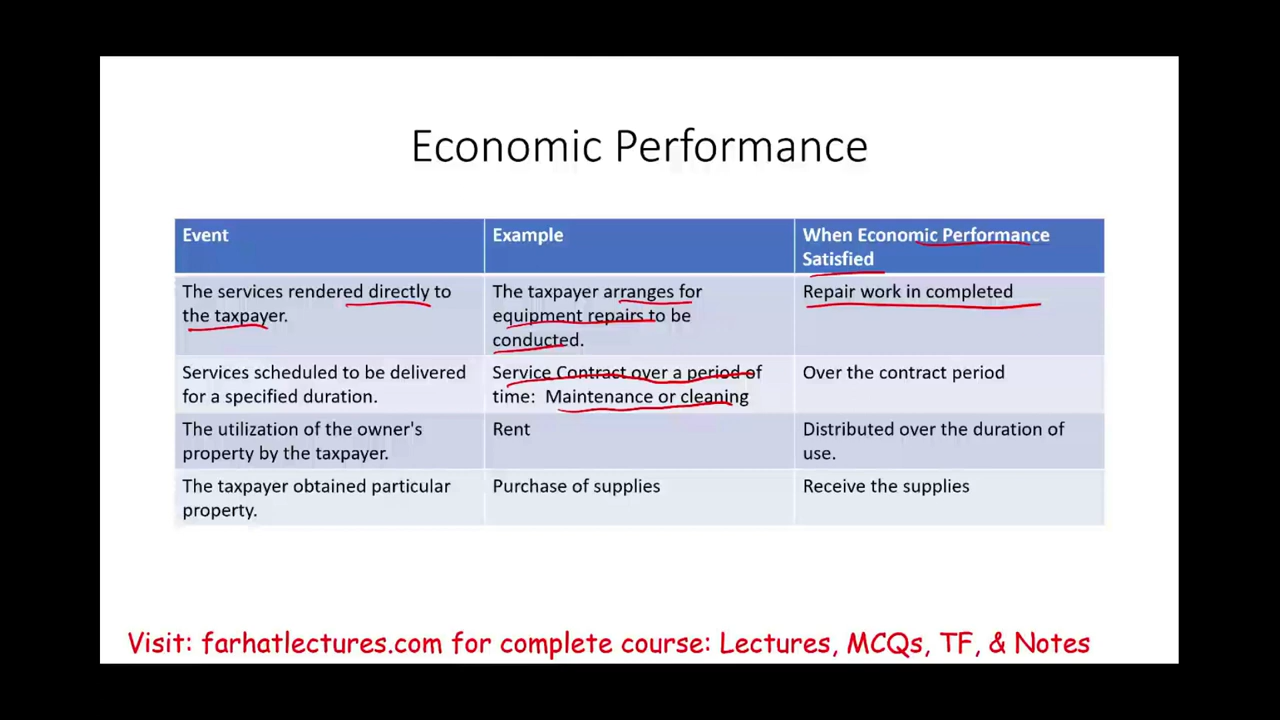 Economic Performance
Event
Example
When Economic Performance
Satisfied
The services rendered directly to
the taxpayer.
The taxpayer arranges for
equipment repairs to be
conducted.
Repair work in completed
Services scheduled to be delivered
for a specified duration.
Service Contract over a period of
time: Maintenance or cleaning
Over the contract period
The utilization of the owner's
property by the taxpayer.
Rent
Distributed over the duration of
use.
The taxpayer obtained particular
property.
Purchase of supplies
Receive the supplies
Visit: farhatlectures.com for complete course: Lectures, MCQs, TF, & Notes